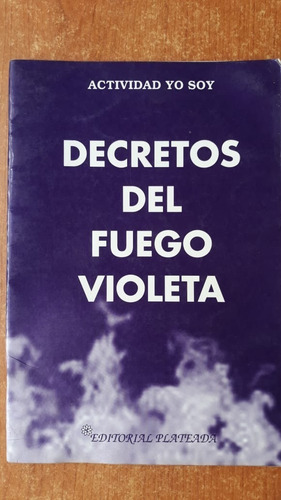 ACTIVIDAD YO SOY
DECRETOS
DEL
FUEGO
VIOLETA
EDITORIAL PLATEADA